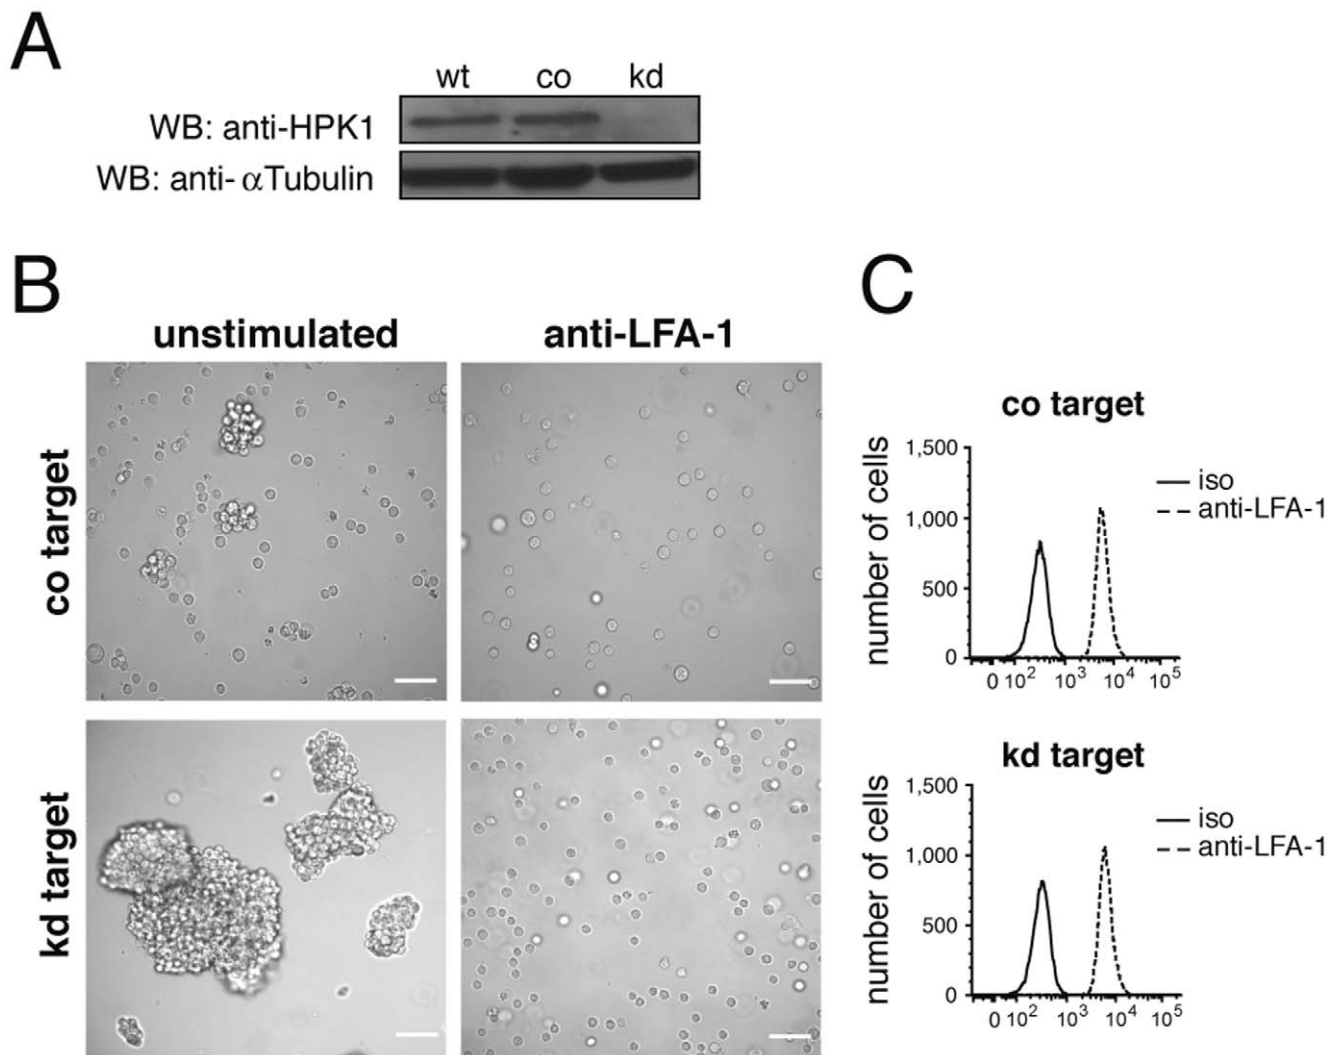 A
wt co kd
WB: anti-HPK1
WB: anti-αTubulin
B
unstimulated anti-LFA-1
co target
kd target
C
co target
number of cells
1,500
1,000
500
0
0 10² 10³ 10⁴ 10⁵
iso
anti-LFA-1
kd target
number of cells
1,500
1,000
500
0
0 10² 10³ 10⁴ 10⁵
iso
anti-LFA-1